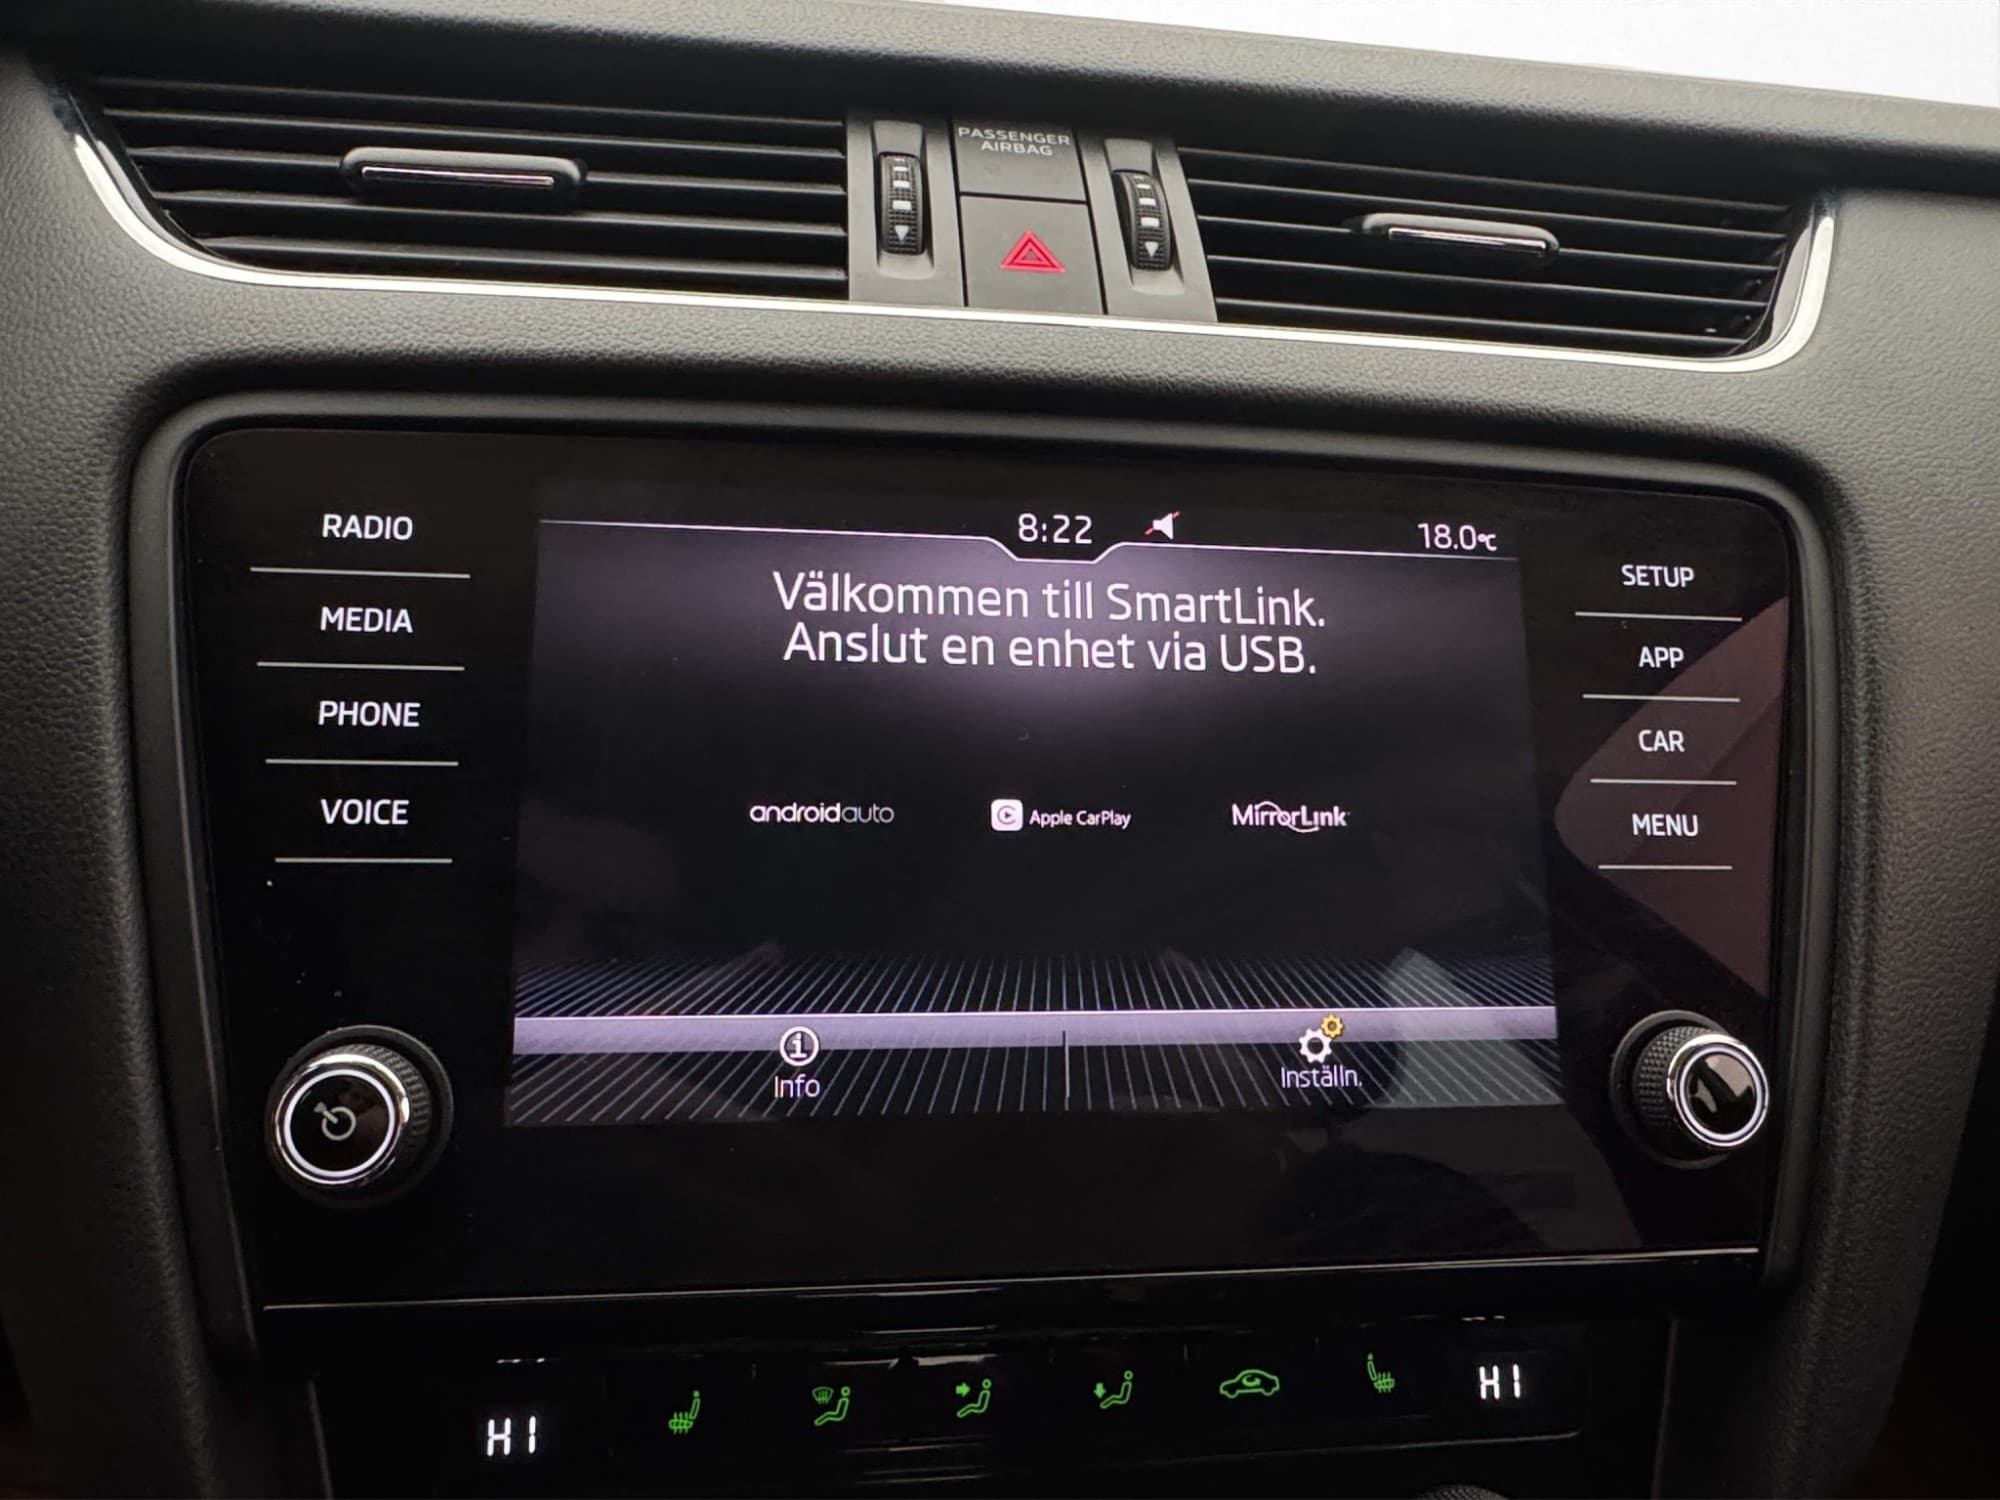 PASSENGER
AIRBAG
RADIO
MEDIA
PHONE
VOICE
8:22
18.0°C
Välkommen till SmartLink.
Anslut en enhet via USB.
androidauto
Apple CarPlay
MirrorLink
Info
Inställn.
SETUP
APP
CAR
MENU
HI
HI